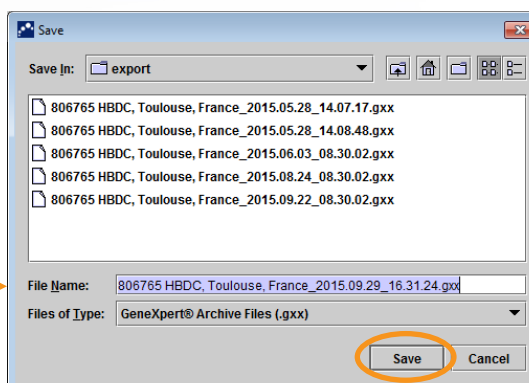 Save
Save In: export
806765 HBDC, Toulouse, France_2015.05.28_14.07.17.gxx
806765 HBDC, Toulouse, France_2015.05.28_14.08.48.gxx
806765 HBDC, Toulouse, France_2015.06.03_08.30.02.gxx
806765 HBDC, Toulouse, France_2015.08.24_08.30.02.gxx
806765 HBDC, Toulouse, France_2015.09.22_08.30.02.gxx
File Name: 806765 HBDC, Toulouse, France_2015.09.29_16.31.24.gxx
Files of Type: GeneXpert® Archive Files (.gxx)
Save Cancel